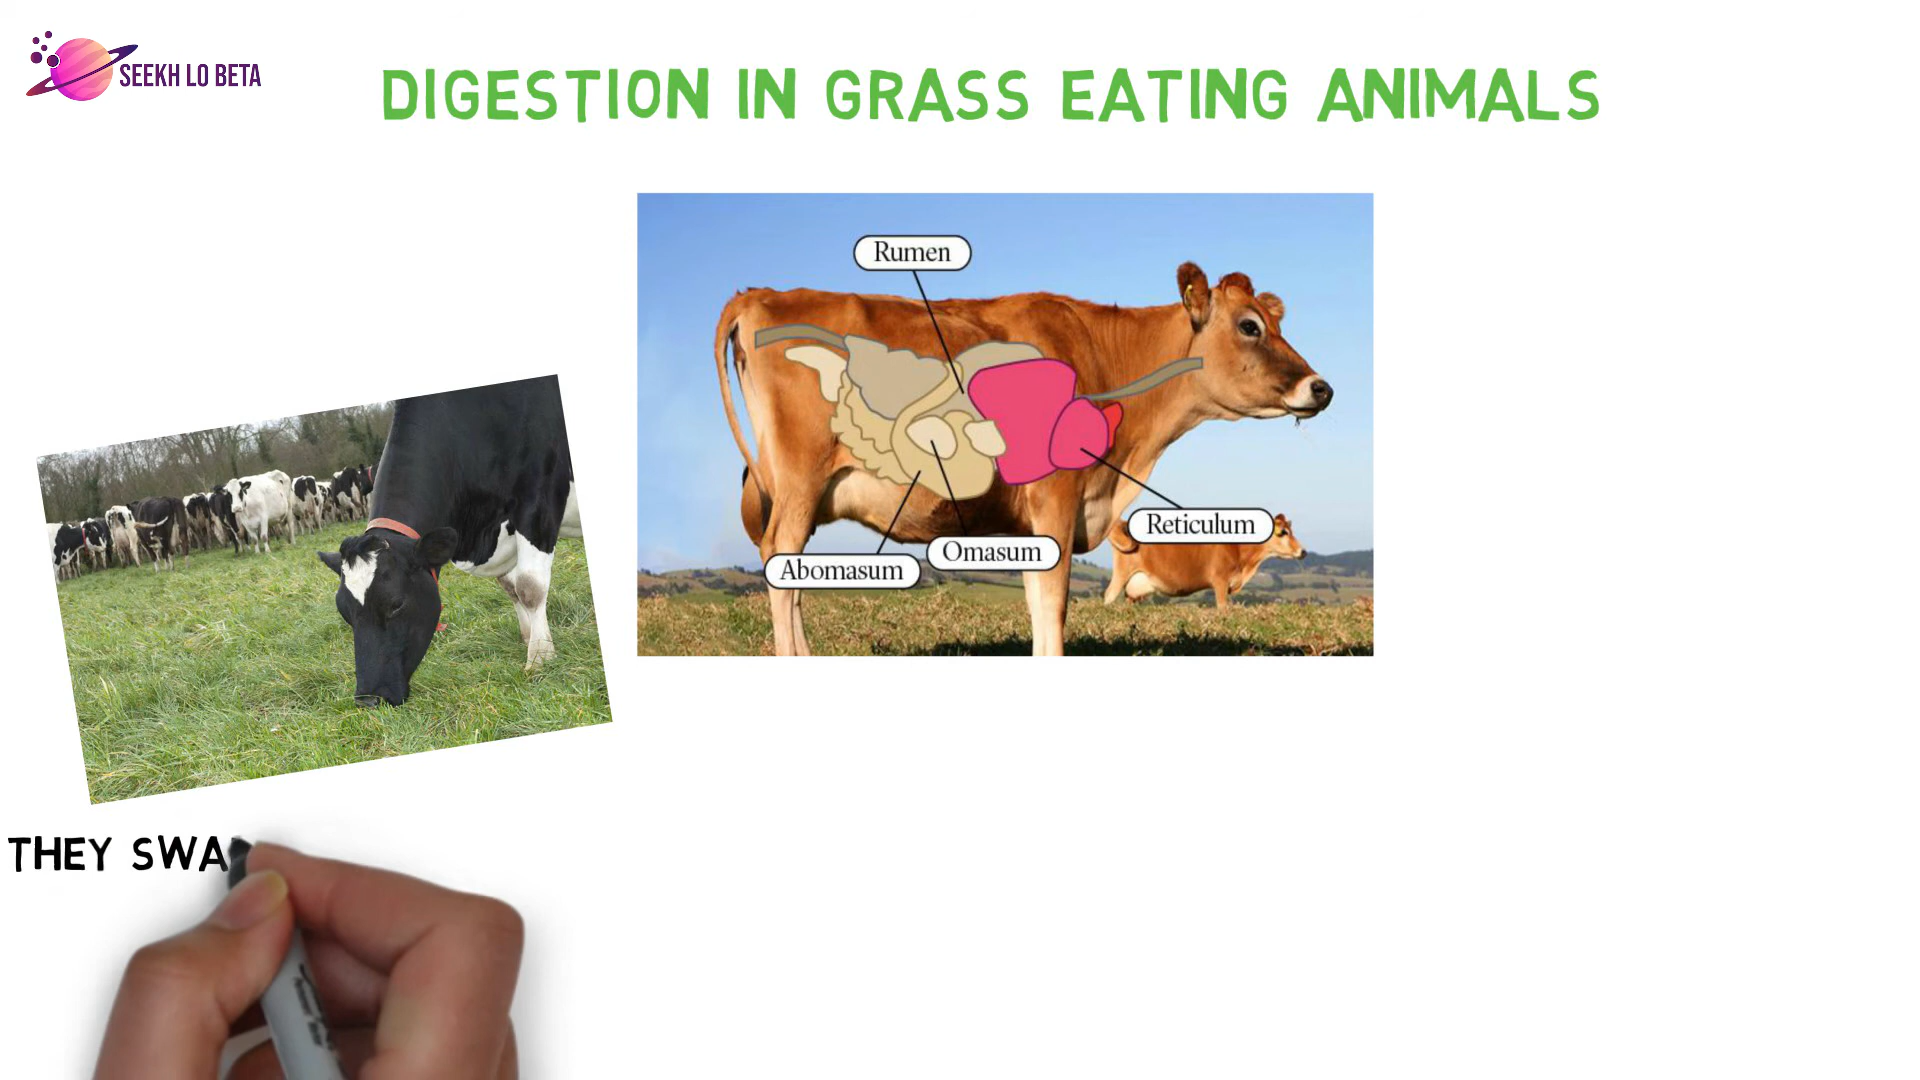 SEEKH LO BETA
DIGESTION IN GRASS EATING ANIMALS
Rumen
Reticulum
Omasum
Abomasum
THEY SWA